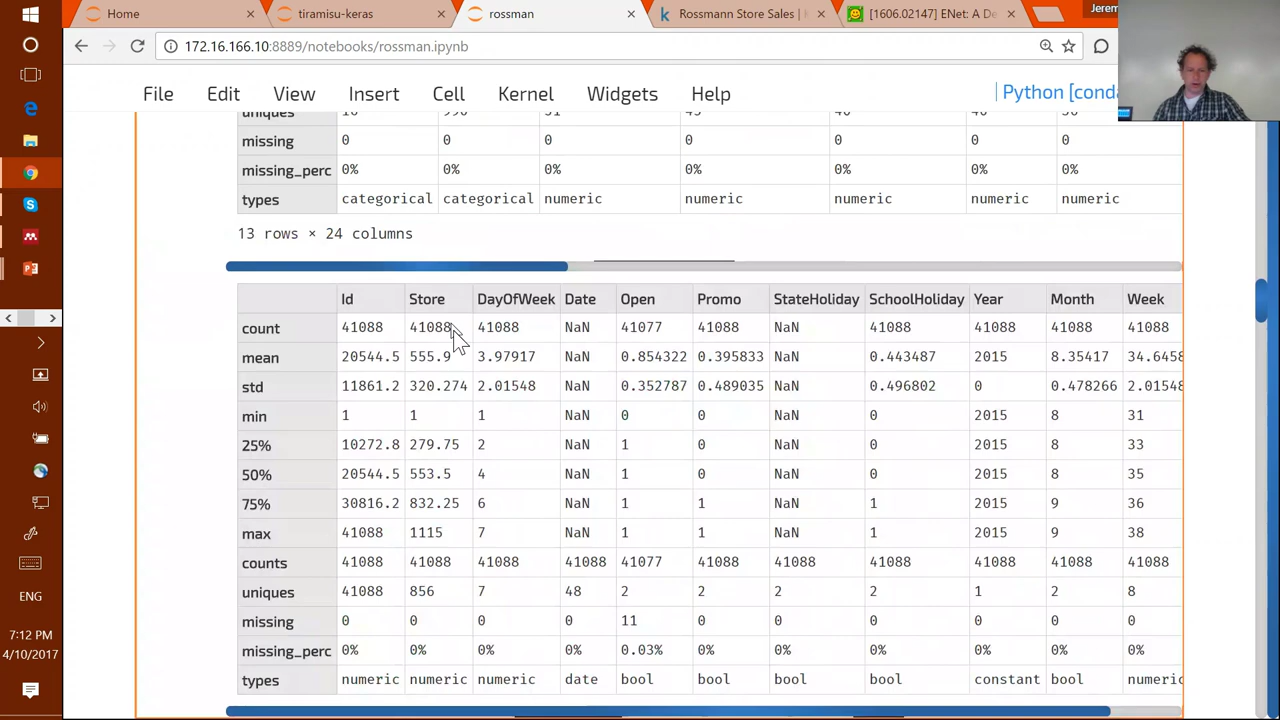 Home
tiramisu-keras
rossman
Rossmann Store Sales |
[1606.02147] ENet: A De
Jerem
172.16.166.10:8889/notebooks/rossman.ipynb
File Edit View Insert Cell Kernel Widgets Help
Python [conda
uniques
missing 0 0 0 0 0 0 0
missing_perc 0% 0% 0% 0% 0% 0% 0%
types categorical categorical numeric numeric numeric numeric numeric
13 rows × 24 columns
Id Store DayOfWeek Date Open Promo StateHoliday SchoolHoliday Year Month Week
count 41088 41088 41088 NaN 41077 41088 NaN 41088 41088 41088 41088
mean 20544.5 555.9 3.97917 NaN 0.854322 0.395833 NaN 0.443487 2015 8.35417 34.6458
std 11861.2 320.274 2.01548 NaN 0.352787 0.489035 NaN 0.496802 0 0.478266 2.01548
min 1 1 1 NaN 0 0 NaN 0 2015 8 31
25% 10272.8 279.75 2 NaN 1 0 NaN 0 2015 8 33
50% 20544.5 553.5 4 NaN 1 0 NaN 0 2015 8 35
75% 30816.2 832.25 6 NaN 1 1 NaN 1 2015 9 36
max 41088 1115 7 NaN 1 1 NaN 1 2015 9 38
counts 41088 41088 41088 41088 41077 41088 41088 41088 41088 41088 41088
uniques 41088 856 7 48 2 2 2 2 1 2 8
missing 0 0 0 0 11 0 0 0 0 0 0
missing_perc 0% 0% 0% 0% 0.03% 0% 0% 0% 0% 0% 0%
types numeric numeric numeric date bool bool bool bool constant bool numeric
ENG
7:12 PM
4/10/2017